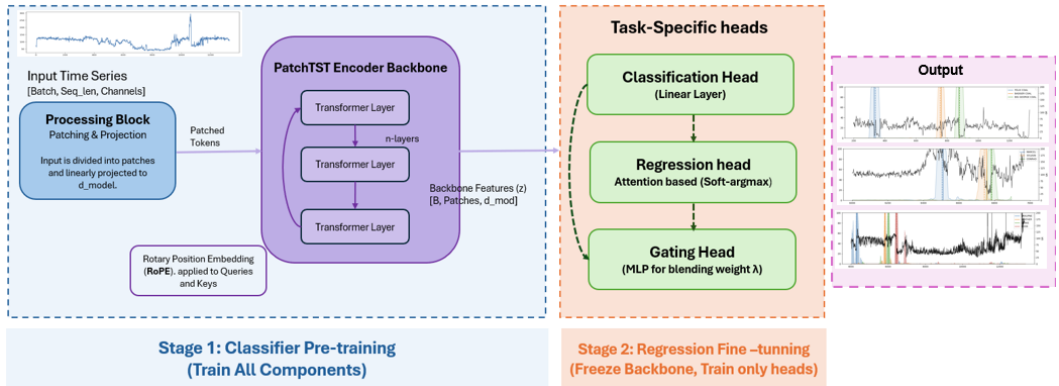 Input Time Series
[Batch, Seq_len, Channels]
Processing Block
Patching & Projection
Input is divided into patches
and linearly projected to
d_model.
Patched
Tokens
PatchTST Encoder Backbone
Transformer Layer
n-layers
Transformer Layer
Transformer Layer
Backbone Features (z)
[B, Patches, d_mod]
Rotary Position Embedding
(RoPE). applied to Queries
and Keys
Task-Specific heads
Classification Head
(Linear Layer)
Regression head
Attention based (Soft-argmax)
Gating Head
(MLP for blending weight λ)
Output
Stage 1: Classifier Pre-training
(Train All Components)
Stage 2: Regression Fine –tunning
(Freeze Backbone, Train only heads)